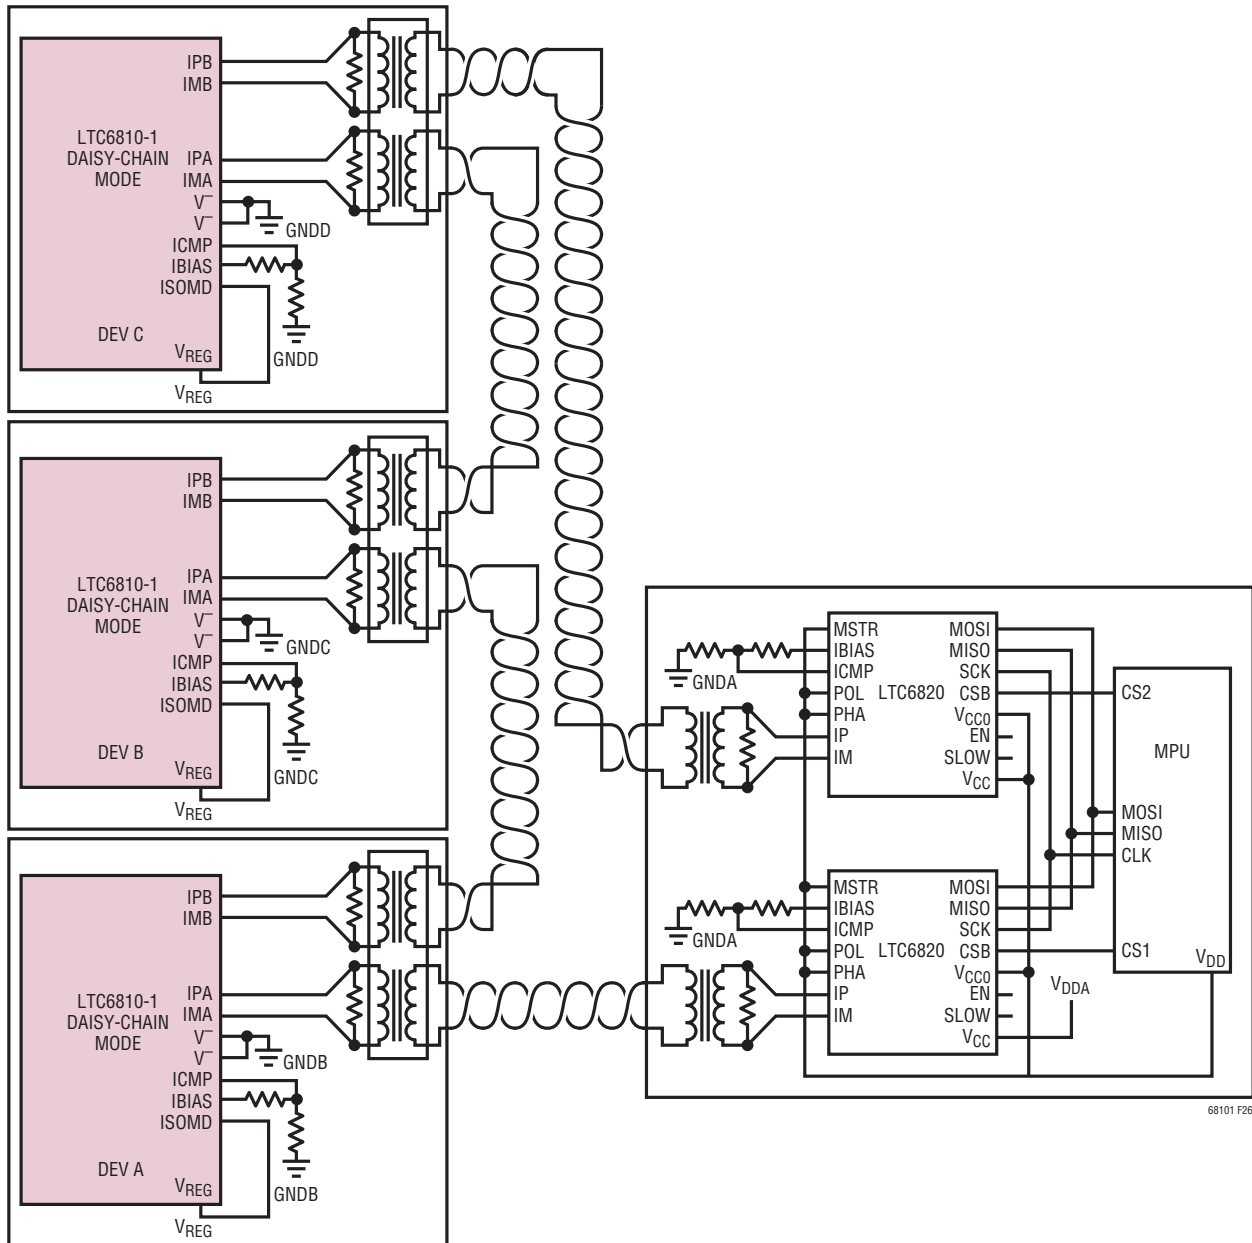 IPB
IMB
LTC6810-1
DAISY-CHAIN
MODE
IPA
IMA
V–
V–
GNDD
ICMP
IBIAS
ISOMD
GNDD
DEV C
VREG
VREG
IPB
IMB
LTC6810-1
DAISY-CHAIN
MODE
IPA
IMA
V–
V–
GNDC
ICMP
IBIAS
ISOMD
GNDC
DEV B
VREG
VREG
IPB
IMB
LTC6810-1
DAISY-CHAIN
MODE
IPA
IMA
V–
V–
GNDB
ICMP
IBIAS
ISOMD
GNDB
DEV A
VREG
VREG
GNDA
MSTR
IBIAS
ICMP
POL
PHA
IP
IM
LTC6820
MOSI
MISO
SCK
CSB
VCC0
EN
SLOW
VCC
GNDA
MSTR
IBIAS
ICMP
POL
PHA
IP
IM
LTC6820
MOSI
MISO
SCK
CSB
VCC0
EN
SLOW
VCC
VDDA
CS2
MPU
MOSI
MISO
CLK
CS1
VDD
68101 F26